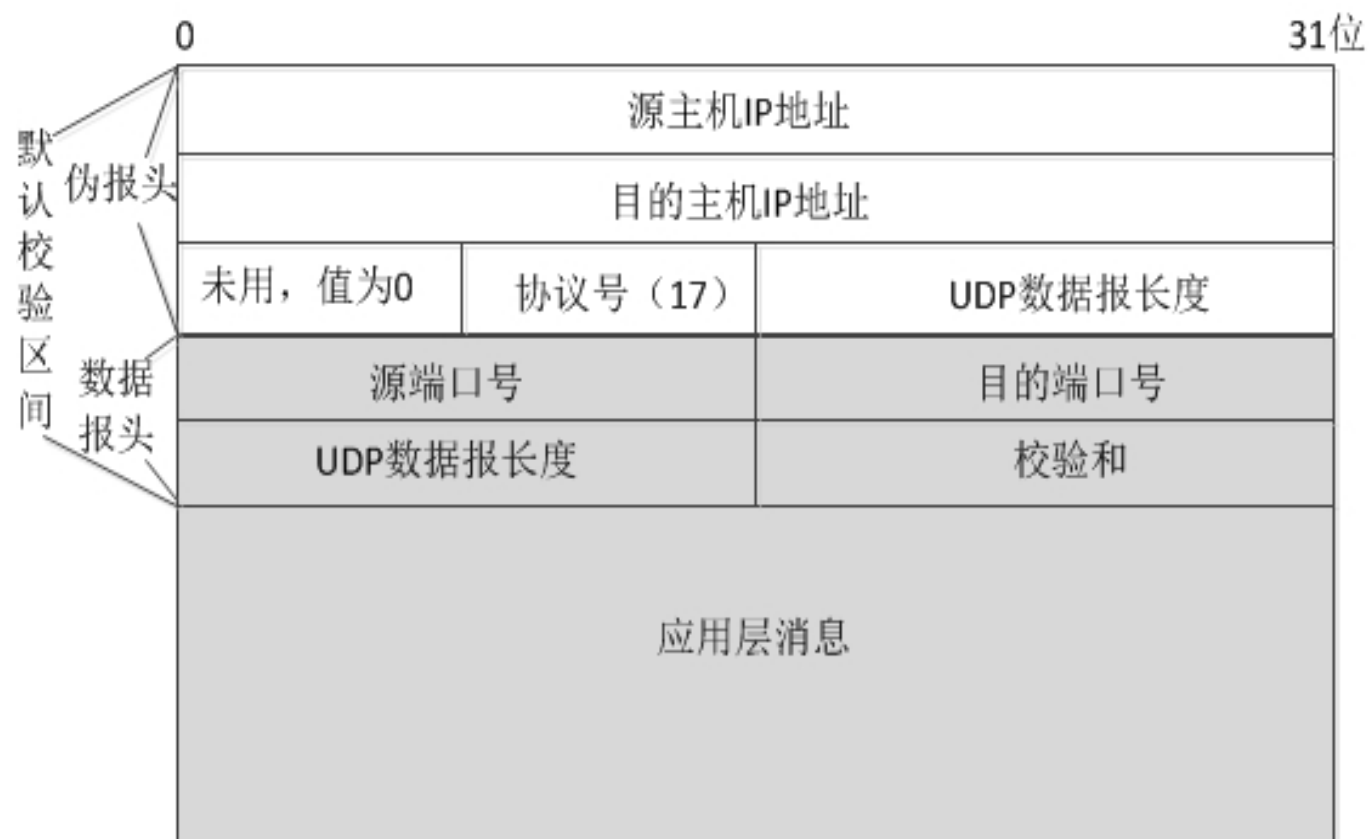 0
31位
源主机IP地址
默认校验区间
伪报头
目的主机IP地址
未用，值为0
协议号（17）
UDP数据报长度
数据
报头
源端口号
目的端口号
UDP数据报长度
校验和
应用层消息